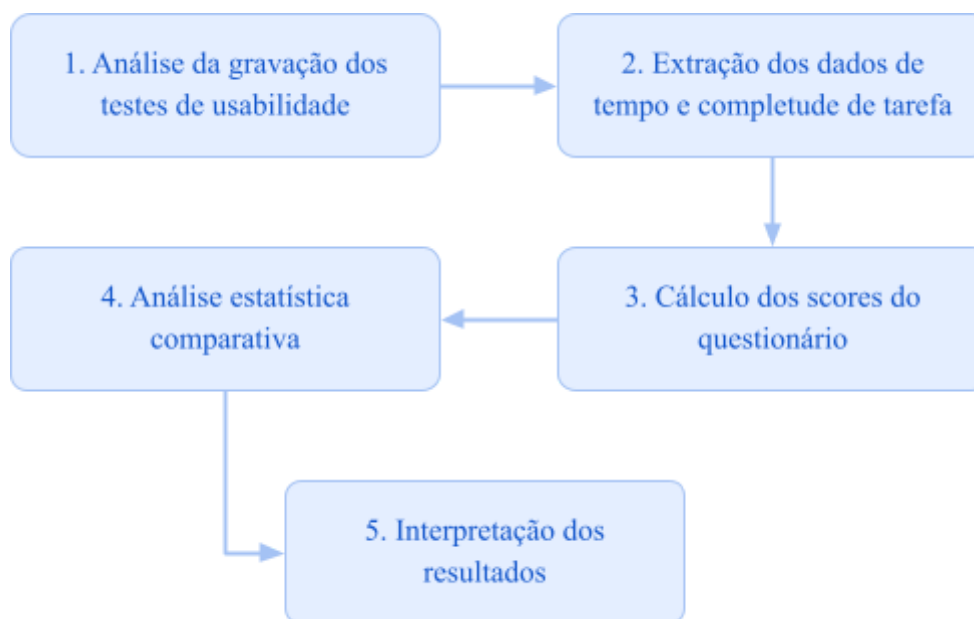 1. Análise da gravação dos
testes de usabilidade
2. Extração dos dados de
tempo e completude de tarefa
3. Cálculo dos scores do
questionário
4. Análise estatística
comparativa
5. Interpretação dos
resultados